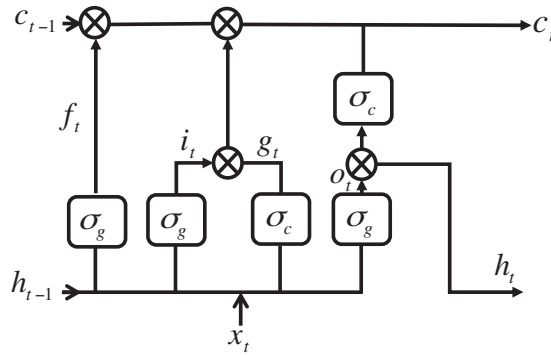 c_{t-1} c_t
σ_c
f_t i_t g_t
o_t
σ_g σ_g σ_c σ_g
h_{t-1} h_t
x_t